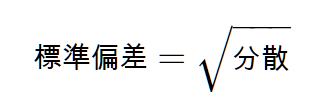 標準偏差 = √分散